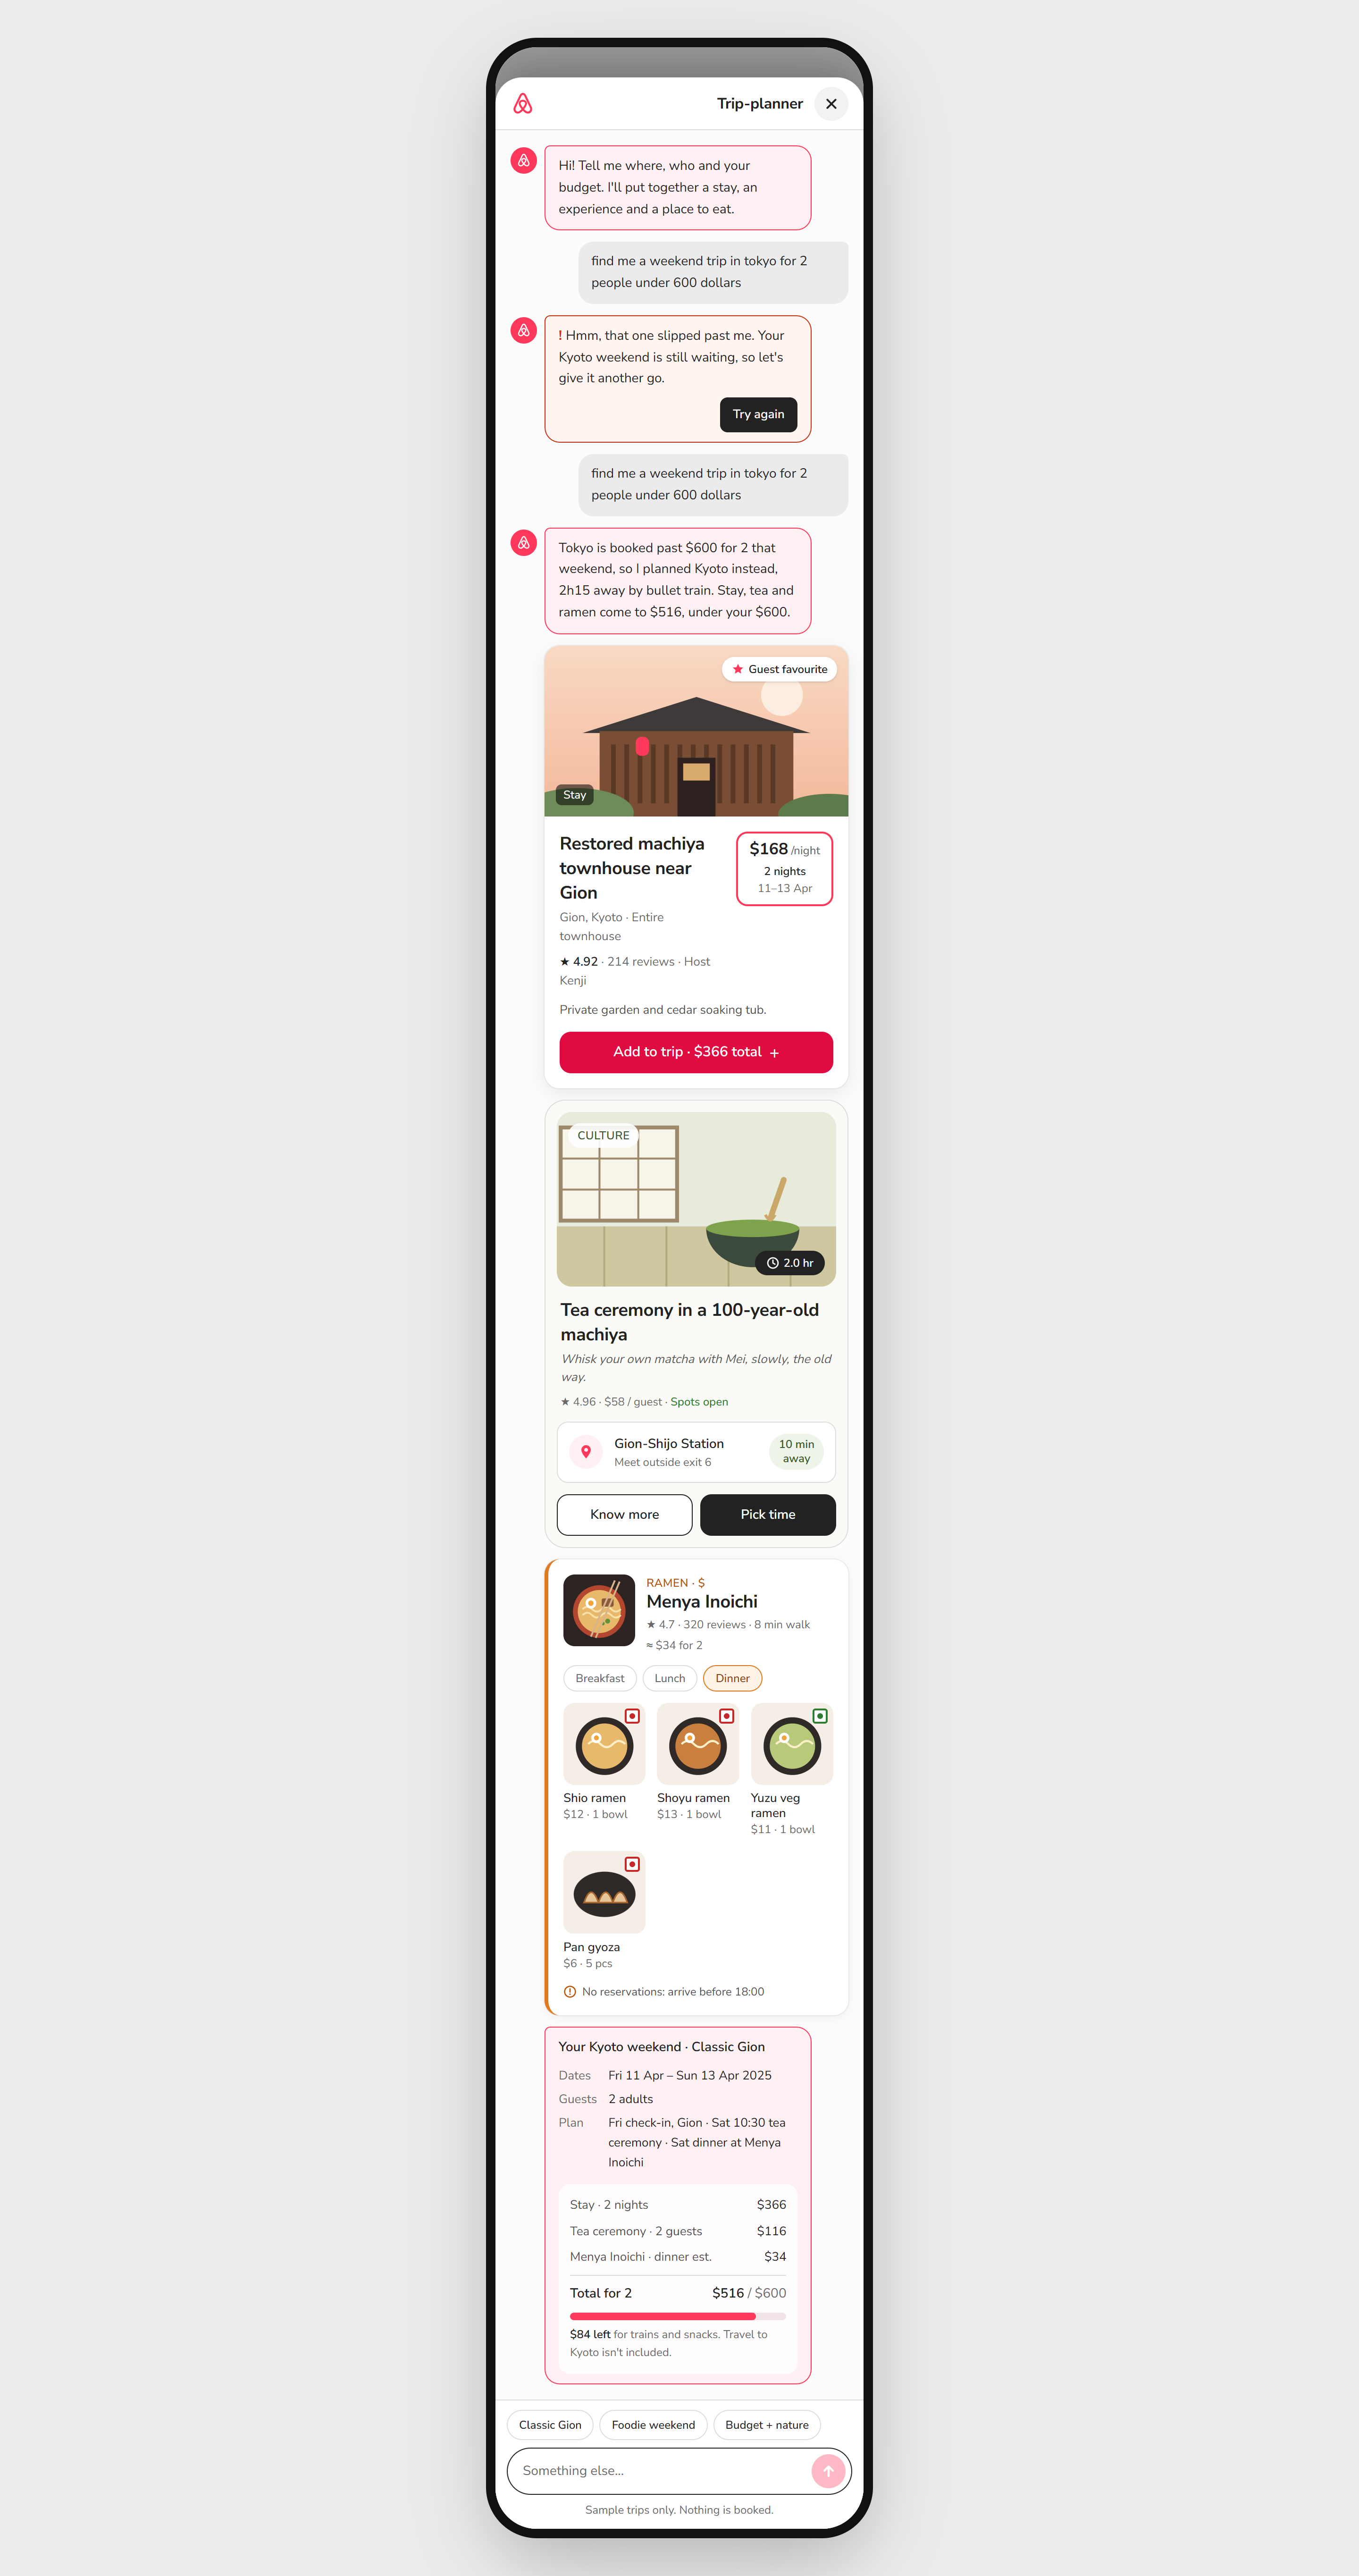 Trip-planner
Hi! Tell me where, who and your
budget. I'll put together a stay, an
experience and a place to eat.
find me a weekend trip in tokyo for 2
people under 600 dollars
! Hmm, that one slipped past me. Your
Kyoto weekend is still waiting, so let's
give it another go.
Try again
find me a weekend trip in tokyo for 2
people under 600 dollars
Tokyo is booked past $600 for 2 that
weekend, so I planned Kyoto instead,
2h15 away by bullet train. Stay, tea and
ramen come to $516, under your $600.
★ Guest favourite
Stay
Restored machiya
townhouse near
Gion
$168 /night
2 nights
11–13 Apr
Gion, Kyoto · Entire
townhouse
★ 4.92 · 214 reviews · Host
Kenji
Private garden and cedar soaking tub.
Add to trip · $366 total +
CULTURE
2.0 hr
Tea ceremony in a 100-year-old
machiya
Whisk your own matcha with Mei, slowly, the old
way.
★ 4.96 · $58 / guest · Spots open
Gion-Shijo Station
Meet outside exit 6
10 min
away
Know more
Pick time
RAMEN · $
Menya Inoichi
★ 4.7 · 320 reviews · 8 min walk
≈ $34 for 2
Breakfast
Lunch
Dinner
Shio ramen
$12 · 1 bowl
Shoyu ramen
$13 · 1 bowl
Yuzu veg
ramen
$11 · 1 bowl
Pan gyoza
$6 · 5 pcs
No reservations: arrive before 18:00
Your Kyoto weekend · Classic Gion
Dates Fri 11 Apr – Sun 13 Apr 2025
Guests 2 adults
Plan Fri check-in, Gion · Sat 10:30 tea
ceremony · Sat dinner at Menya
Inoichi
Stay · 2 nights $366
Tea ceremony · 2 guests $116
Menya Inoichi · dinner est. $34
Total for 2 $516 / $600
$84 left for trains and snacks. Travel to
Kyoto isn't included.
Classic Gion
Foodie weekend
Budget + nature
Something else...
Sample trips only. Nothing is booked.